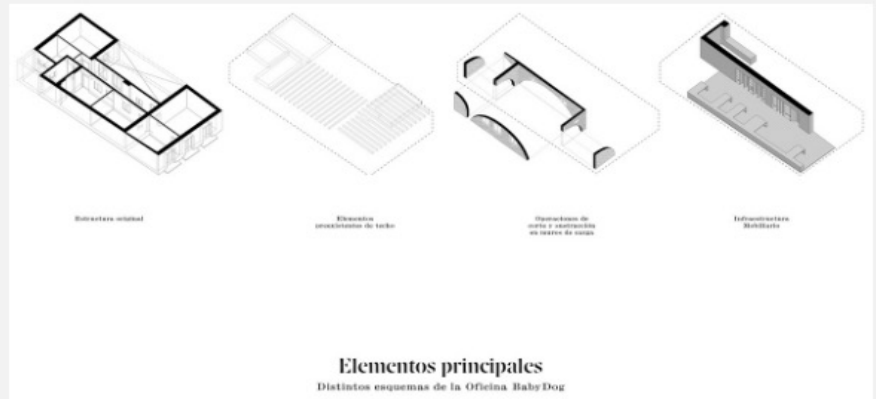 Estructura original
Elementos
preexistentes de techo
Operaciones de
corte y sustracción
en muros de carga
Infraestructura
Mobiliario
Elementos principales
Distintos esquemas de la Oficina BabyDog